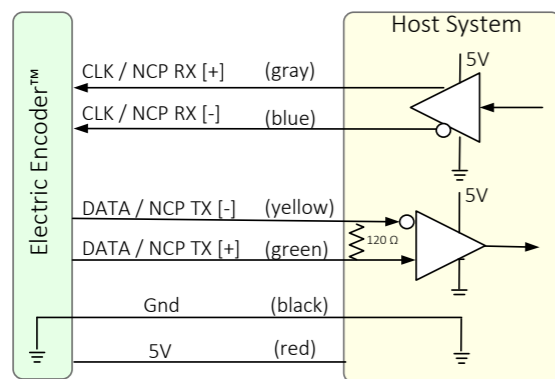 Host System
5V
CLK / NCP RX [+] (gray)
CLK / NCP RX [-] (blue)
Electric Encoder™
5V
DATA / NCP TX [-] (yellow)
120 Ω
DATA / NCP TX [+] (green)
Gnd (black)
5V (red)